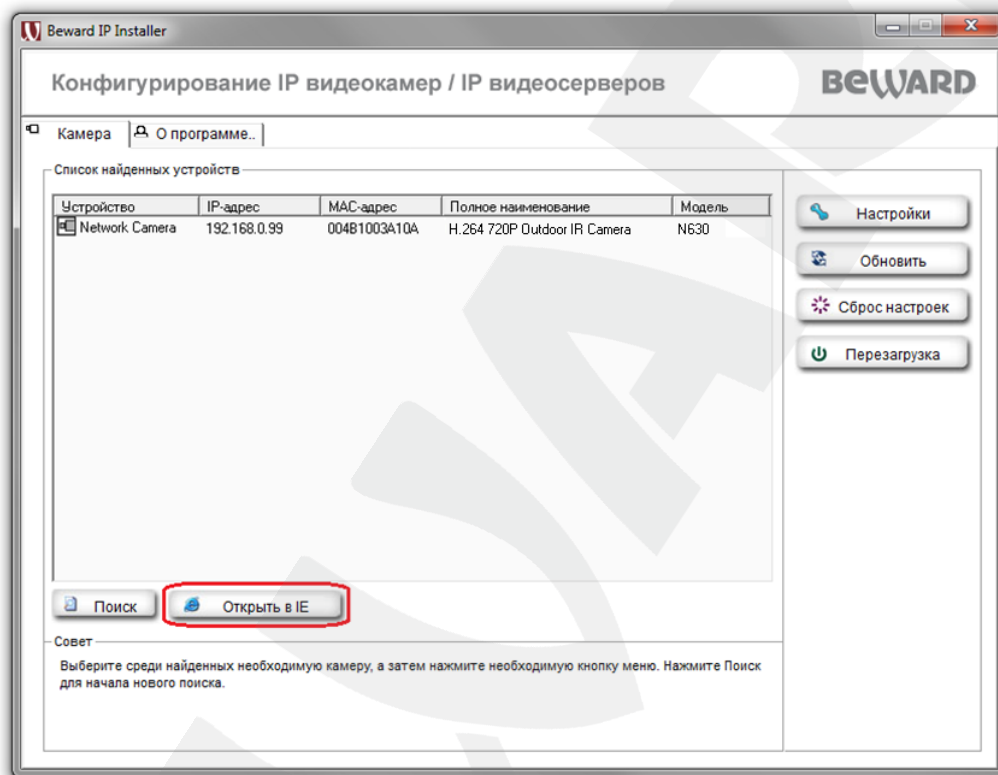 Beward IP Installer
Конфигурирование IP видеокамер / IP видеосерверов
BEWARD
Камера
О программе..
Список найденных устройств
Устройство IP-адрес MAC-адрес Полное наименование Модель
Network Camera 192.168.0.99 004B1003A10A H.264 720P Outdoor IR Camera N630
Настройки
Обновить
Сброс настроек
Перезагрузка
Поиск
Открыть в IE
Совет
Выберите среди найденных необходимую камеру, а затем нажмите необходимую кнопку меню. Нажмите Поиск
для начала нового поиска.